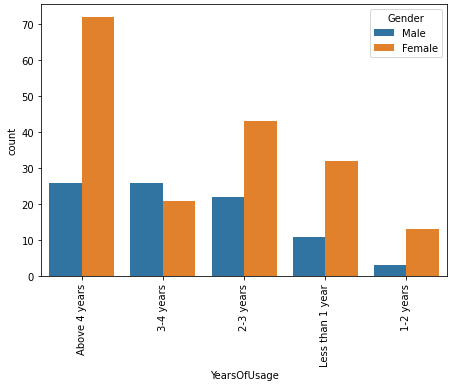 Gender
Male
Female
70
60
50
40
30
20
10
0
count
Above 4 years
3-4 years
2-3 years
Less than 1 year
1-2 years
YearsOfUsage